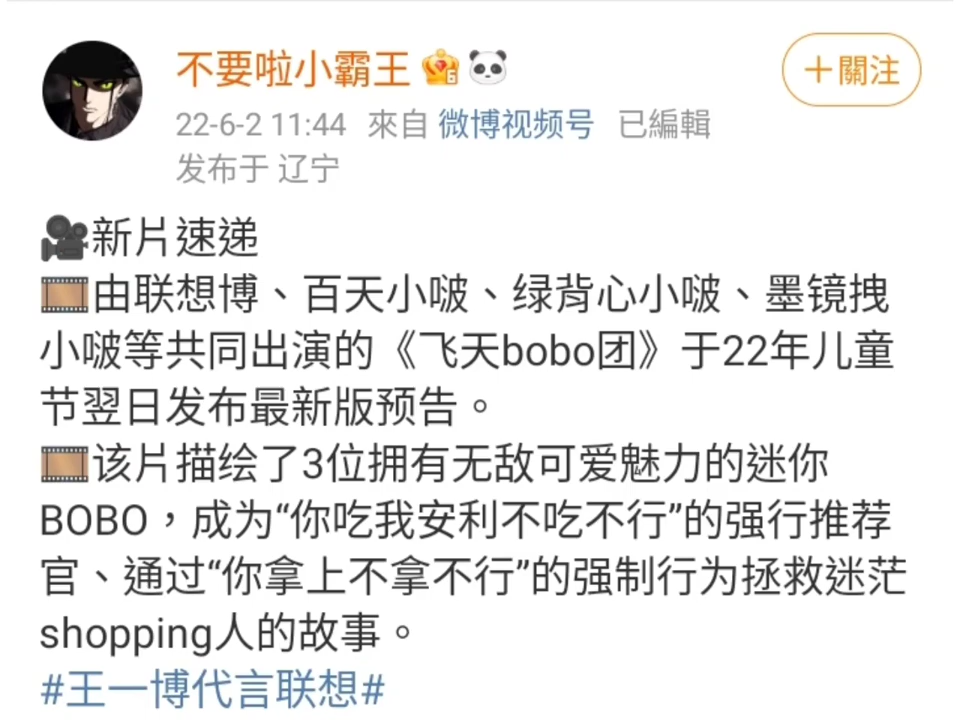 不要啦小霸王
+關注
22-6-2 11:44 來自 微博视频号 已編輯
发布于 辽宁
新片速递
由联想博、百天小啵、绿背心小啵、墨镜拽
小啵等共同出演的《飞天bobo团》于22年儿童
节翌日发布最新版预告。
该片描绘了3位拥有无敌可爱魅力的迷你
BOBO，成为“你吃我安利不吃不行”的强行推荐
官、通过“你拿上不拿不行”的强制行为拯救迷茫
shopping人的故事。
#王一博代言联想#